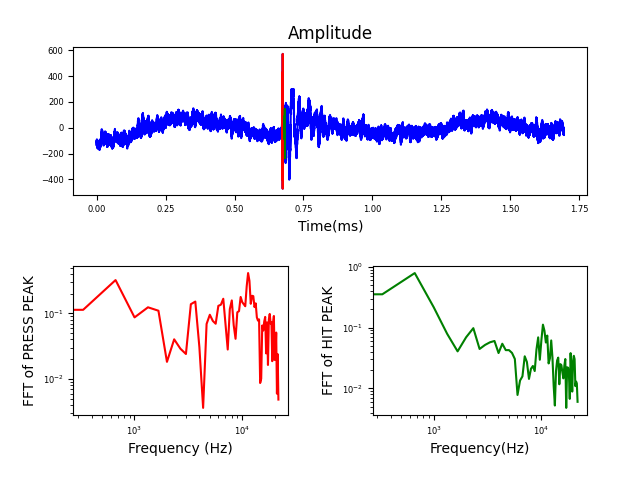 Amplitude
600
400
200
0
−200
−400
0.00 0.25 0.50 0.75 1.00 1.25 1.50 1.75
Time(ms)
FFT of PRESS PEAK
10⁻¹
10⁻²
10³ 10⁴
Frequency (Hz)
FFT of HIT PEAK
10⁰
10⁻¹
10⁻²
10³ 10⁴
Frequency(Hz)